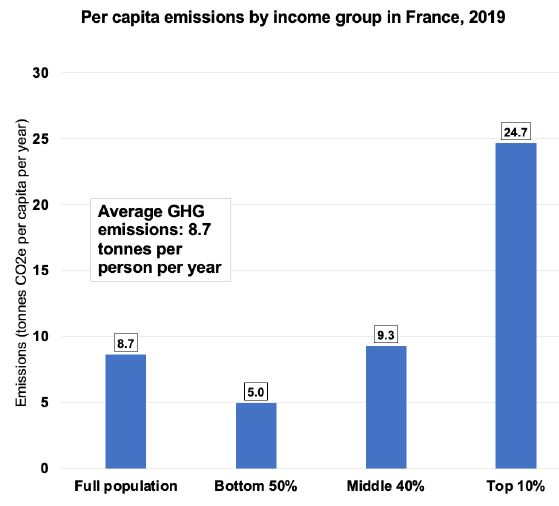 Per capita emissions by income group in France, 2019
Emissions (tonnes CO2e per capita per year)
30
25
20
15
10
5
0
Average GHG
emissions: 8.7
tonnes per
person per year
8.7
5.0
9.3
24.7
Full population
Bottom 50%
Middle 40%
Top 10%